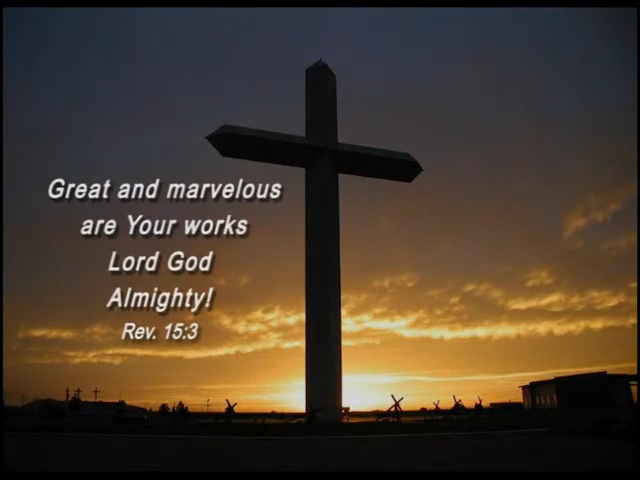 Great and marvelous
are Your works
Lord God
Almighty!
Rev. 15:3